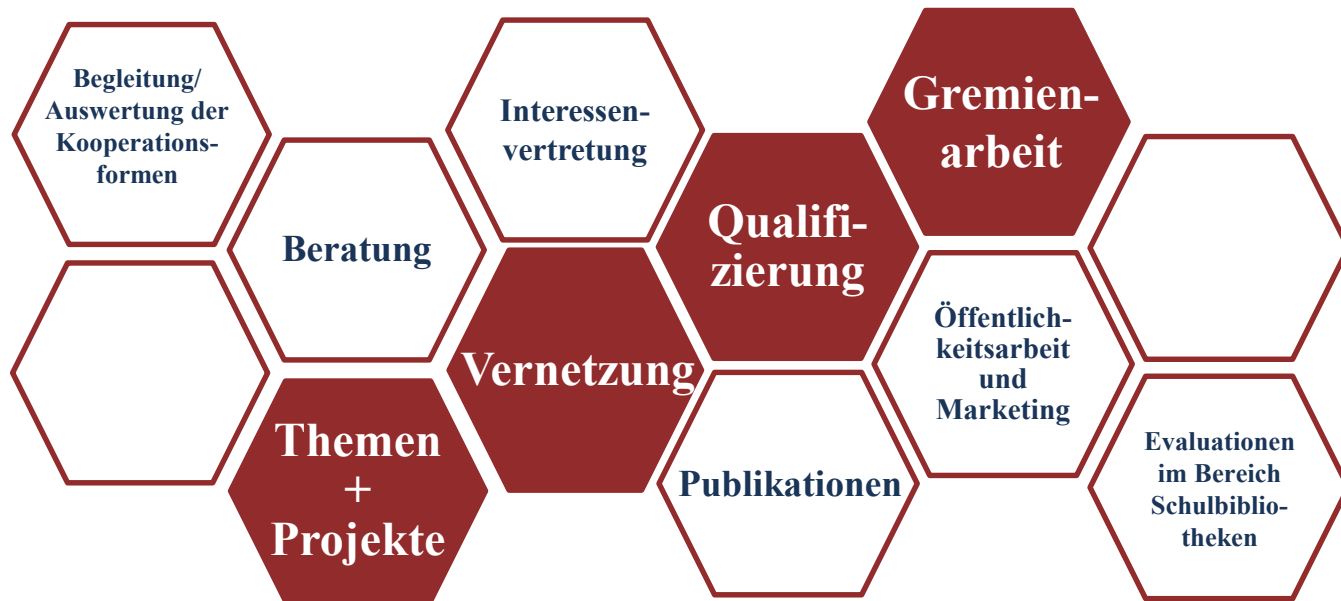 Begleitung/
Auswertung der
Kooperations-
formen
Beratung
Themen
+
Projekte
Interessen-
vertretung
Vernetzung
Qualifi-
zierung
Publikationen
Gremien-
arbeit
Öffentlich-
keitsarbeit
und
Marketing
Evaluationen
im Bereich
Schulbiblio-
theken